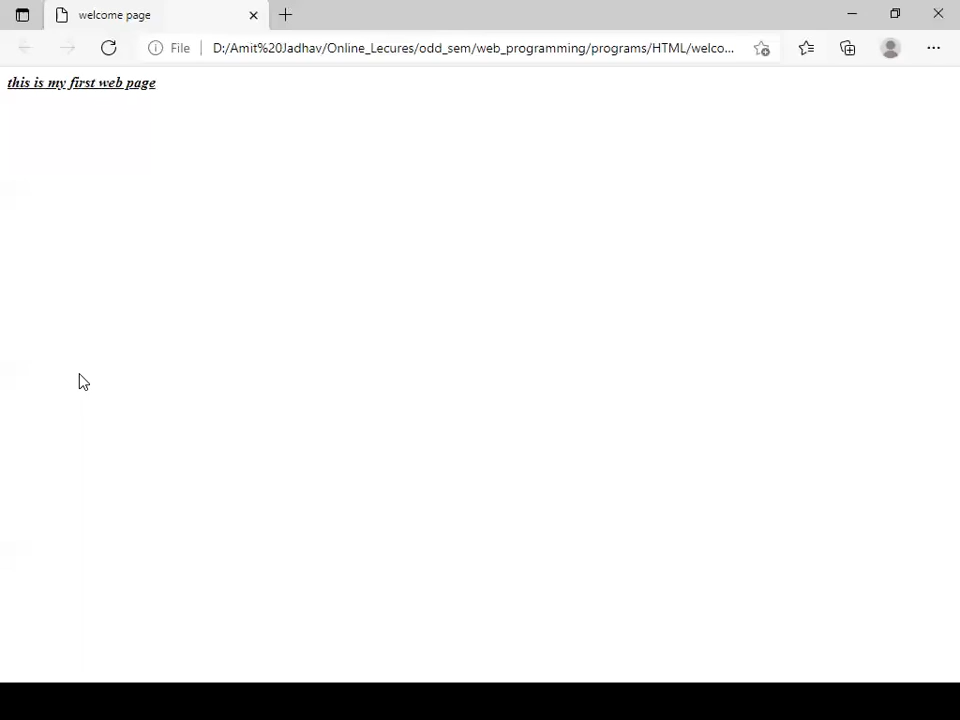 welcome page
File
D:/Amit%20Jadhav/Online_Lecures/odd_sem/web_programming/programs/HTML/welco...
this is my first web page